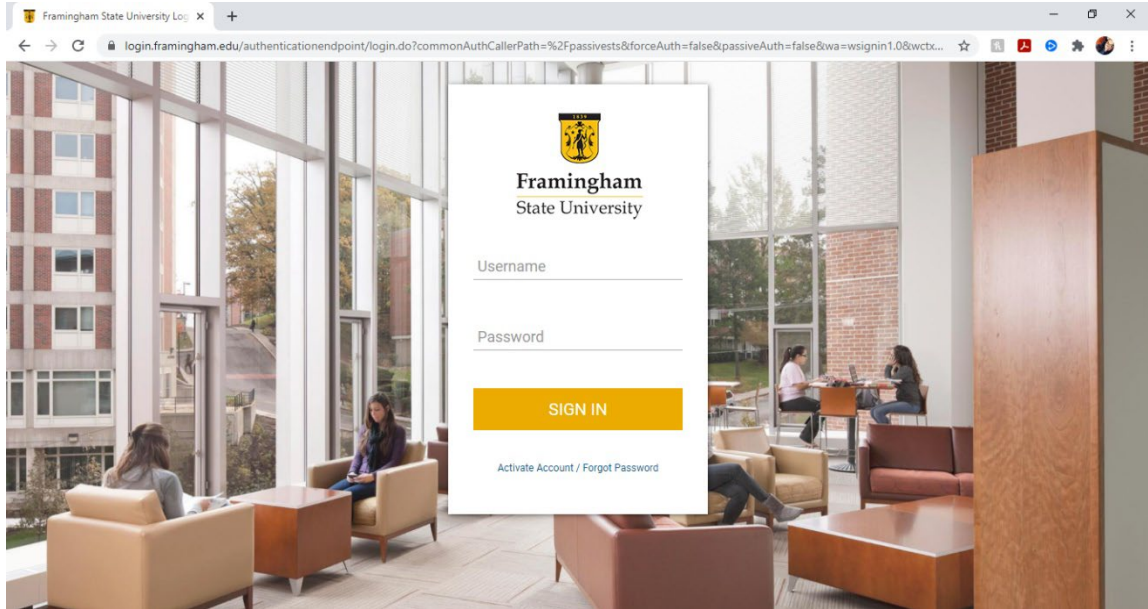 Framingham State University Log
login.framingham.edu/authenticationendpoint/login.do?commonAuthCallerPath=%2Fpassivests&forceAuth=false&passiveAuth=false&wa=wsignin1.0&wctx...
1839
Framingham
State University
Username
Password
SIGN IN
Activate Account / Forgot Password